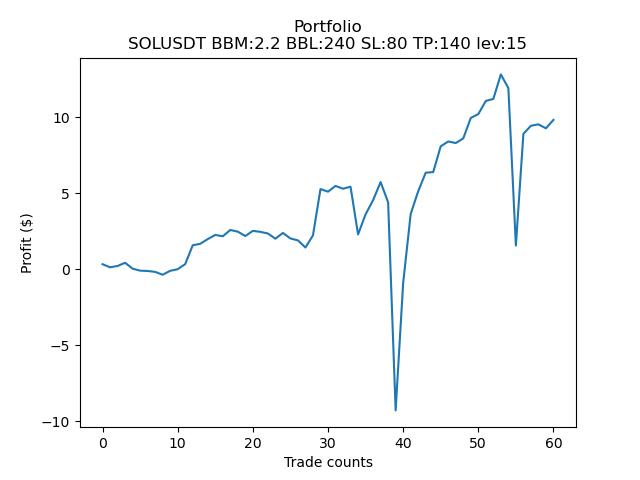 Portfolio
SOLUSDT BBM:2.2 BBL:240 SL:80 TP:140 lev:15
Profit ($)
10
5
0
−5
−10
0 10 20 30 40 50 60
Trade counts